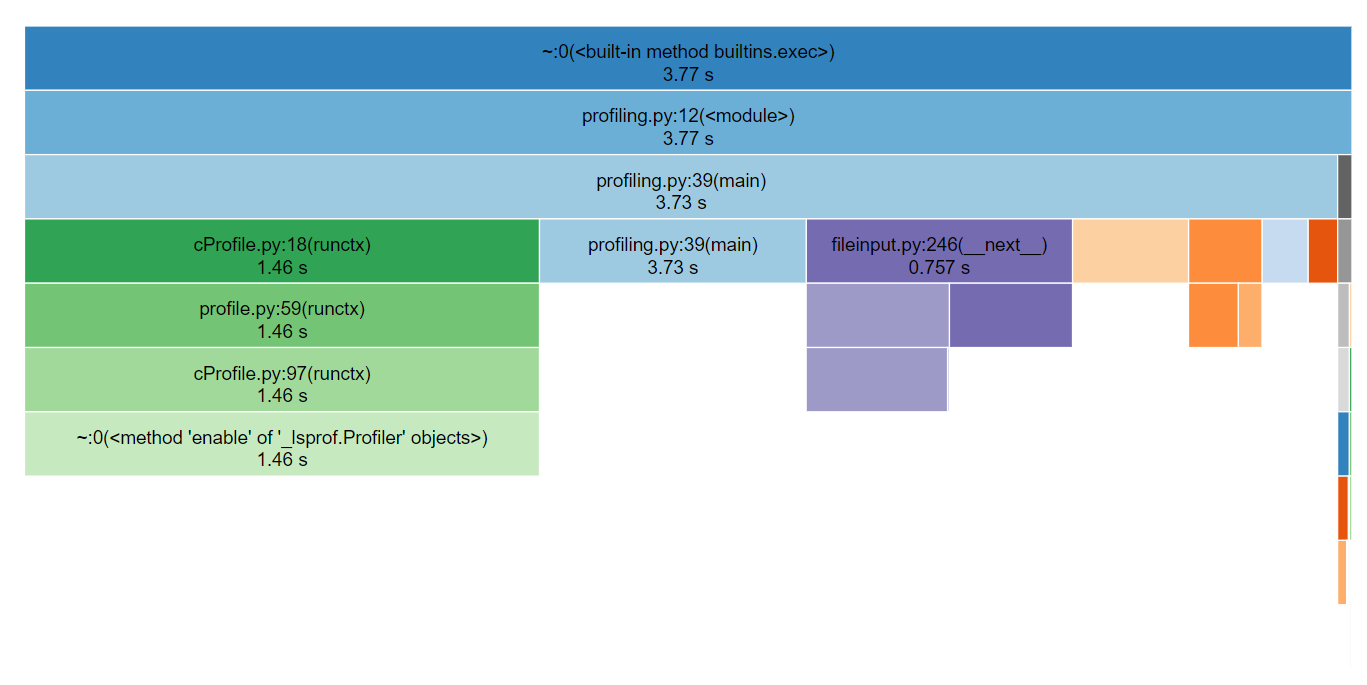 ~:0(<built-in method builtins.exec>)
3.77 s
profiling.py:12(<module>)
3.77 s
profiling.py:39(main)
3.73 s
cProfile.py:18(runctx)
1.46 s
profiling.py:39(main)
3.73 s
fileinput.py:246(__next__)
0.757 s
profile.py:59(runctx)
1.46 s
cProfile.py:97(runctx)
1.46 s
~:0(<method 'enable' of '_lsprof.Profiler' objects>)
1.46 s